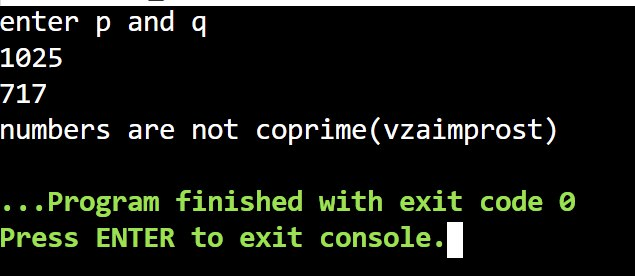 enter p and q
1025
717
numbers are not coprime(vzaimprost)
...Program finished with exit code 0
Press ENTER to exit console.